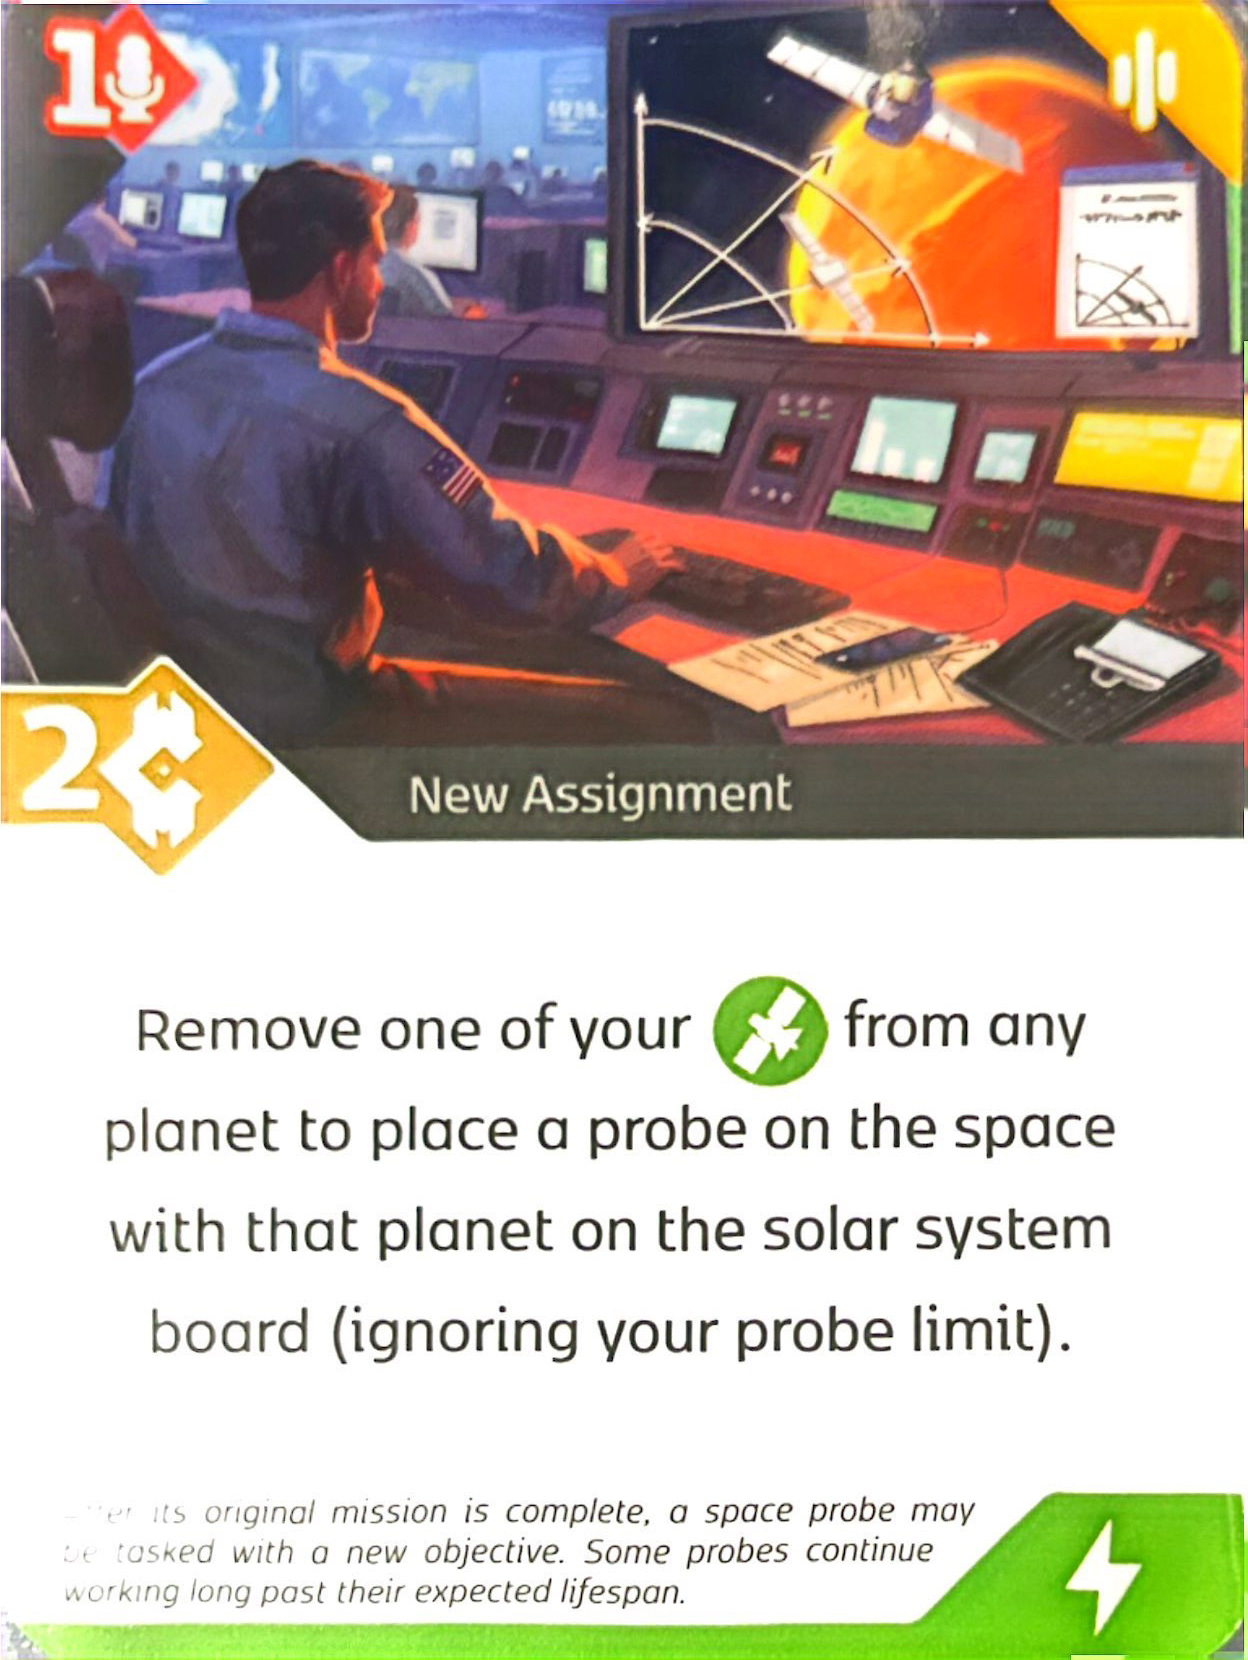 1
2
New Assignment
Remove one of your from any
planet to place a probe on the space
with that planet on the solar system
board (ignoring your probe limit).
its original mission is complete, a space probe may
be tasked with a new objective. Some probes continue
working long past their expected lifespan.